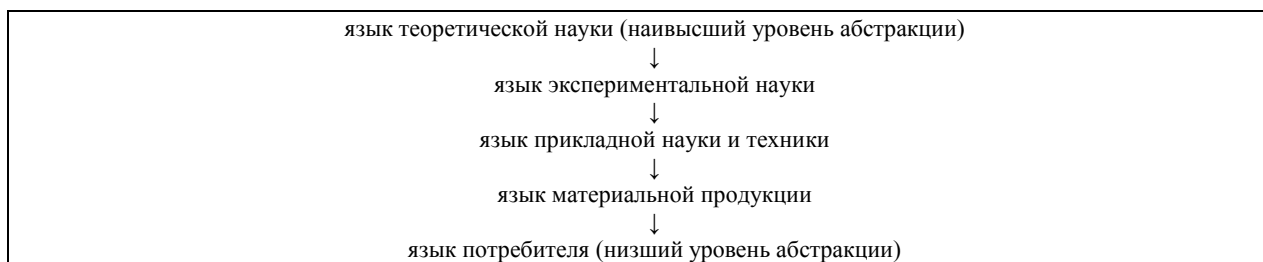 язык теоретической науки (наивысший уровень абстракции)
↓
язык экспериментальной науки
↓
язык прикладной науки и техники
↓
язык материальной продукции
↓
язык потребителя (низший уровень абстракции)